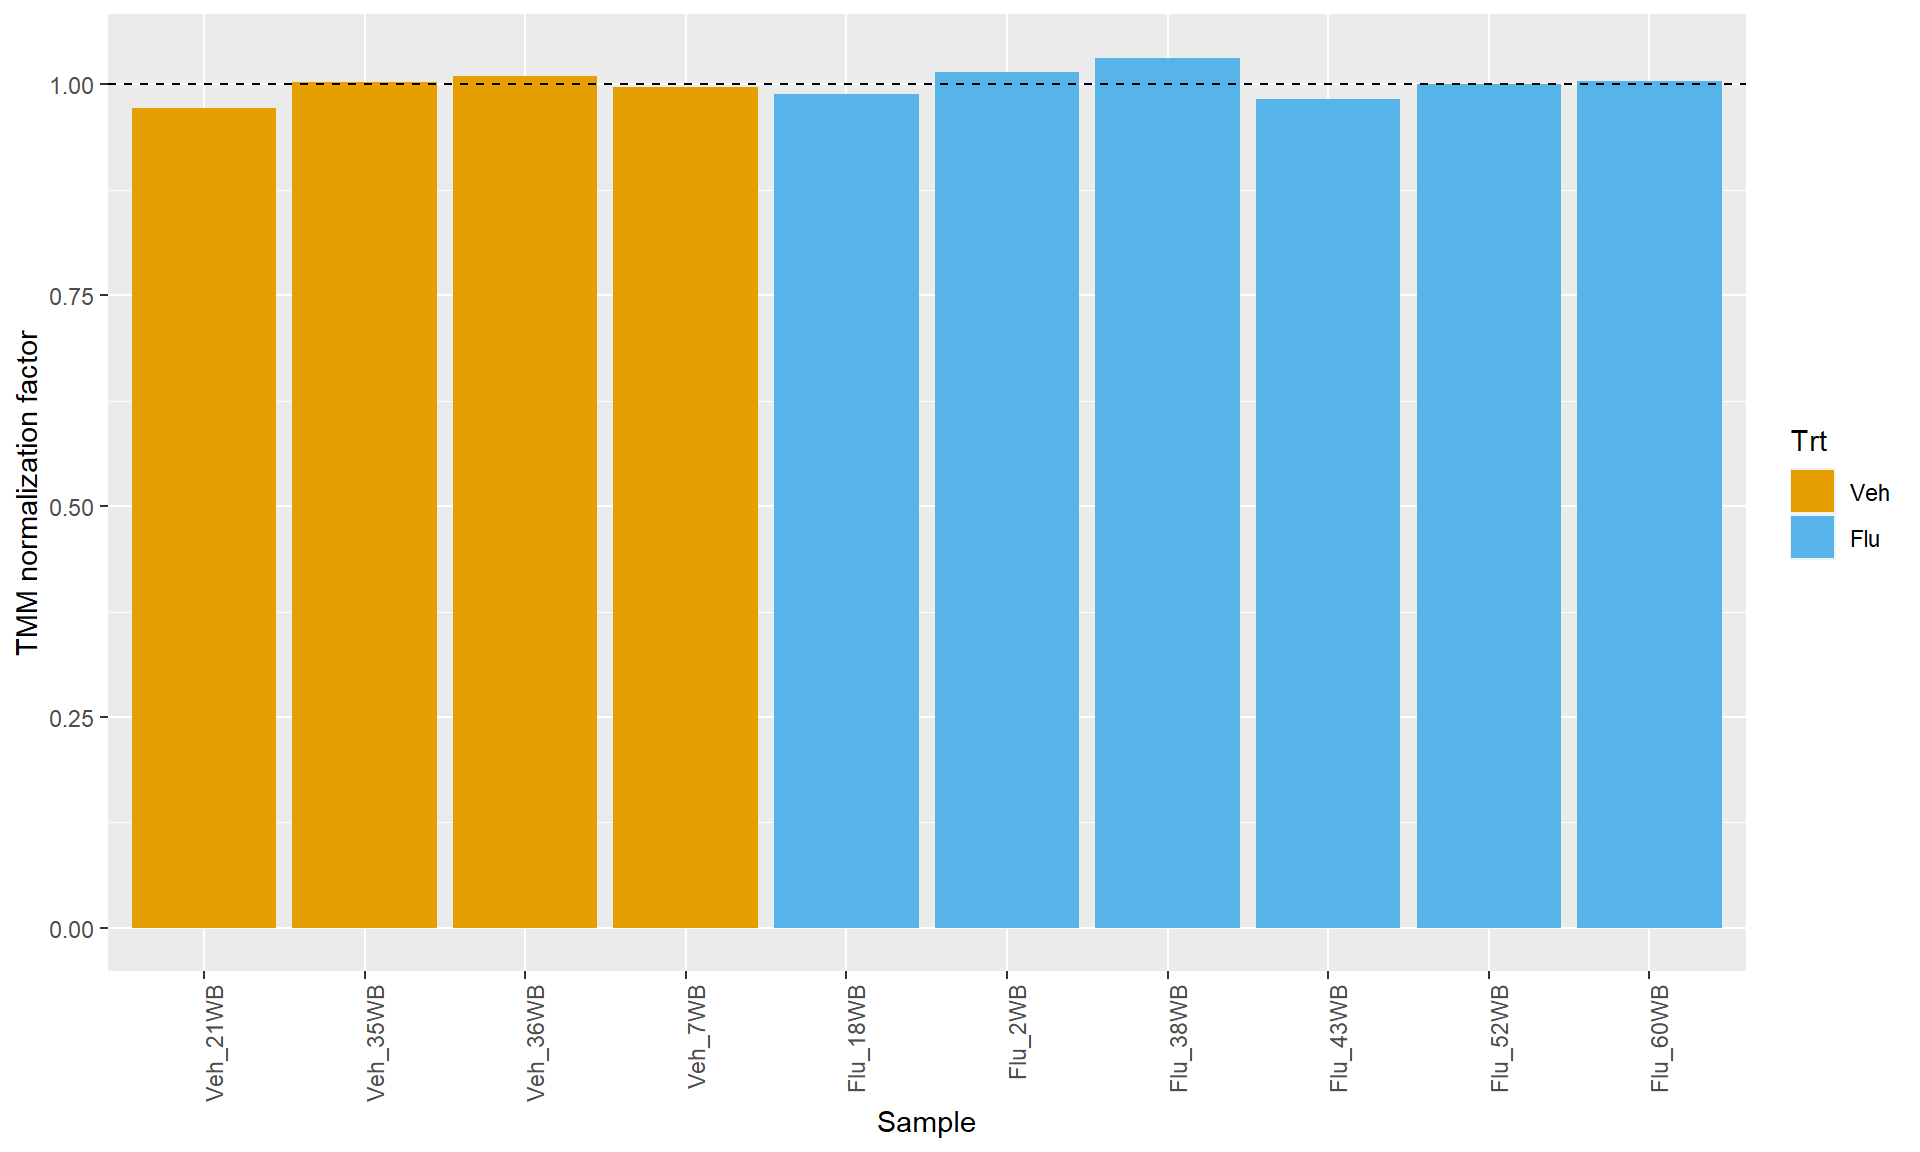 TMM normalization factor
1.00
0.75
0.50
0.25
0.00
Veh_21WB
Veh_35WB
Veh_36WB
Veh_7WB
Flu_18WB
Flu_2WB
Flu_38WB
Flu_43WB
Flu_52WB
Flu_60WB
Sample
Trt
Veh
Flu